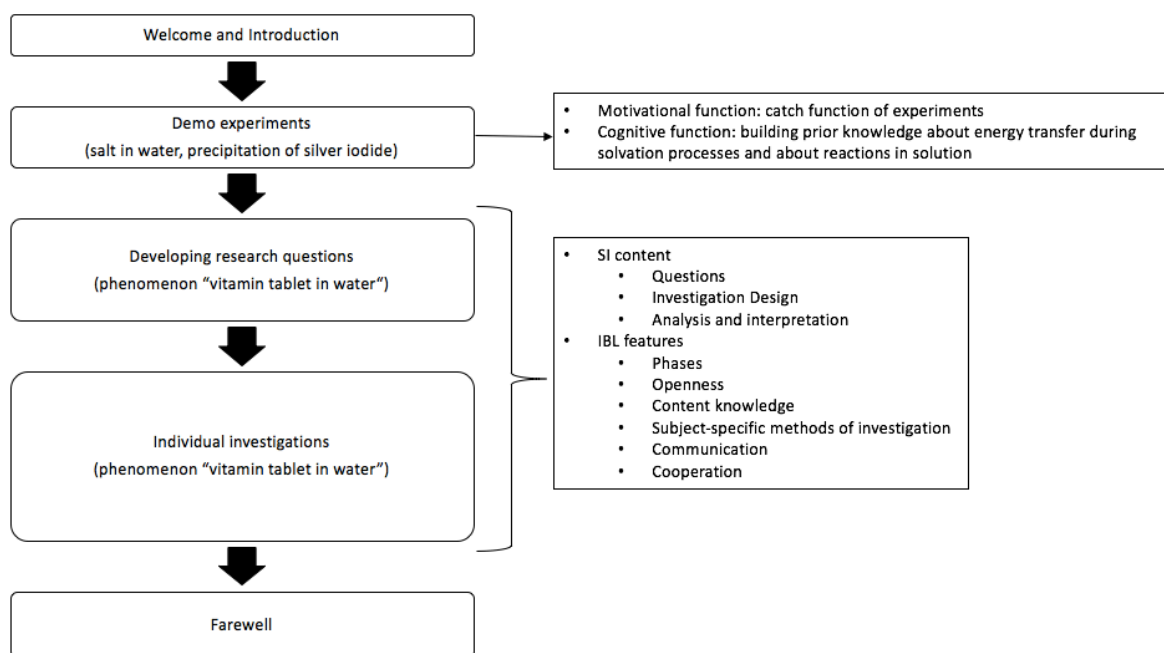 Welcome and Introduction
Demo experiments
(salt in water, precipitation of silver iodide)
• Motivational function: catch function of experiments
• Cognitive function: building prior knowledge about energy transfer during
solvation processes and about reactions in solution
Developing research questions
(phenomenon “vitamin tablet in water“)
Individual investigations
(phenomenon “vitamin tablet in water”)
• SI content
• Questions
• Investigation Design
• Analysis and interpretation
• IBL features
• Phases
• Openness
• Content knowledge
• Subject-specific methods of investigation
• Communication
• Cooperation
Farewell